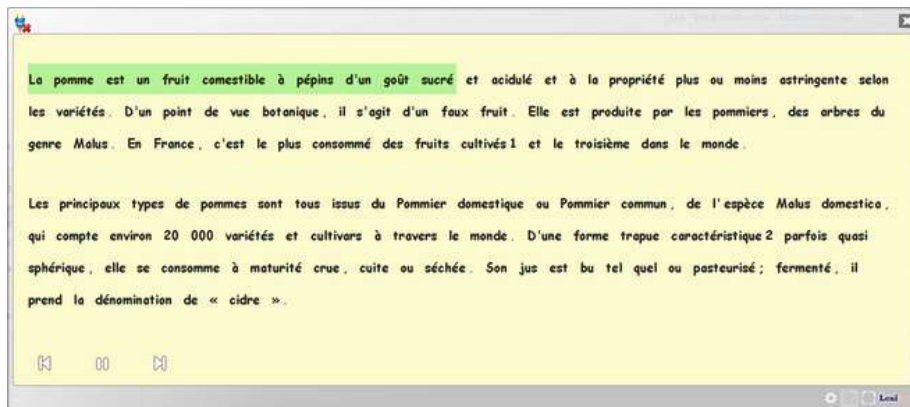 La pomme est un fruit comestible à pépins d'un goût sucré et acidulé et à la propriété plus ou moins astringente selon
les variétés. D'un point de vue botanique, il s'agit d'un faux fruit. Elle est produite par les pommiers, des arbres du
genre Malus. En France, c'est le plus consommé des fruits cultivés1 et le troisième dans le monde.
Les principaux types de pommes sont tous issus du Pommier domestique ou Pommier commun, de l'espèce Malus domestica,
qui compte environ 20 000 variétés et cultivars à travers le monde. D'une forme trapue caractéristique2 parfois quasi
sphérique, elle se consomme à maturité crue, cuite ou séchée. Son jus est bu tel quel ou pasteurisé; fermenté, il
prend la dénomination de « cidre ».